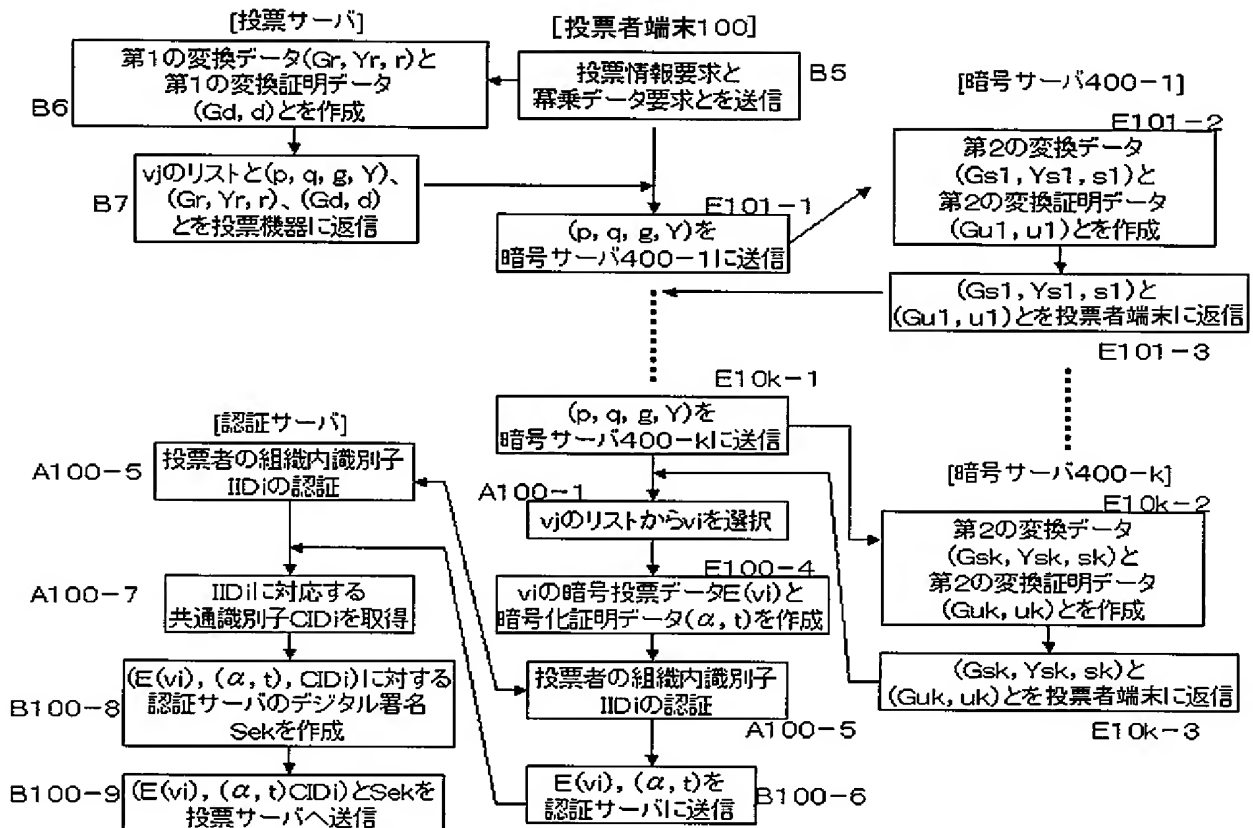 [投票サーバ]
第1の変換データ(Gr, Yr, r)と
第1の変換証明データ
(Gd, d)とを作成
B6
vjのリストと(p, q, g, Y)、
(Gr, Yr, r)、(Gd, d)
とを投票機器に返信
B7
[投票者端末100]
投票情報要求と
冪乗データ要求とを送信
B5
E101-1
(p, q, g, Y)を
暗号サーバ400-1に送信
[暗号サーバ400-1]
E101-2
第2の変換データ
(Gs1, Ys1, s1)と
第2の変換証明データ
(Gu1, u1)とを作成
(Gs1, Ys1, s1)と
(Gu1, u1)とを投票者端末に返信
E101-3
E10k-1
(p, q, g, Y)を
暗号サーバ400-kに送信
[暗号サーバ400-k]
E10k-2
第2の変換データ
(Gsk, Ysk, sk)と
第2の変換証明データ
(Guk, uk)とを作成
(Gsk, Ysk, sk)と
(Guk, uk)とを投票者端末に返信
E10k-3
A100-1
vjのリストからviを選択
E100-4
viの暗号投票データE(vi)と
暗号化証明データ(α, t)を作成
投票者の組織内識別子
IIDiの認証
A100-5
E(vi), (α, t)を
認証サーバに送信
B100-6
[認証サーバ]
A100-5
投票者の組織内識別子
IIDiの認証
A100-7
IIDiに対応する
共通識別子CIDiを取得
B100-8
(E(vi), (α, t), CIDi)に対する
認証サーバのデジタル署名
Sekを作成
B100-9
(E(vi), (α, t)CIDi)とSekを
投票サーバへ送信